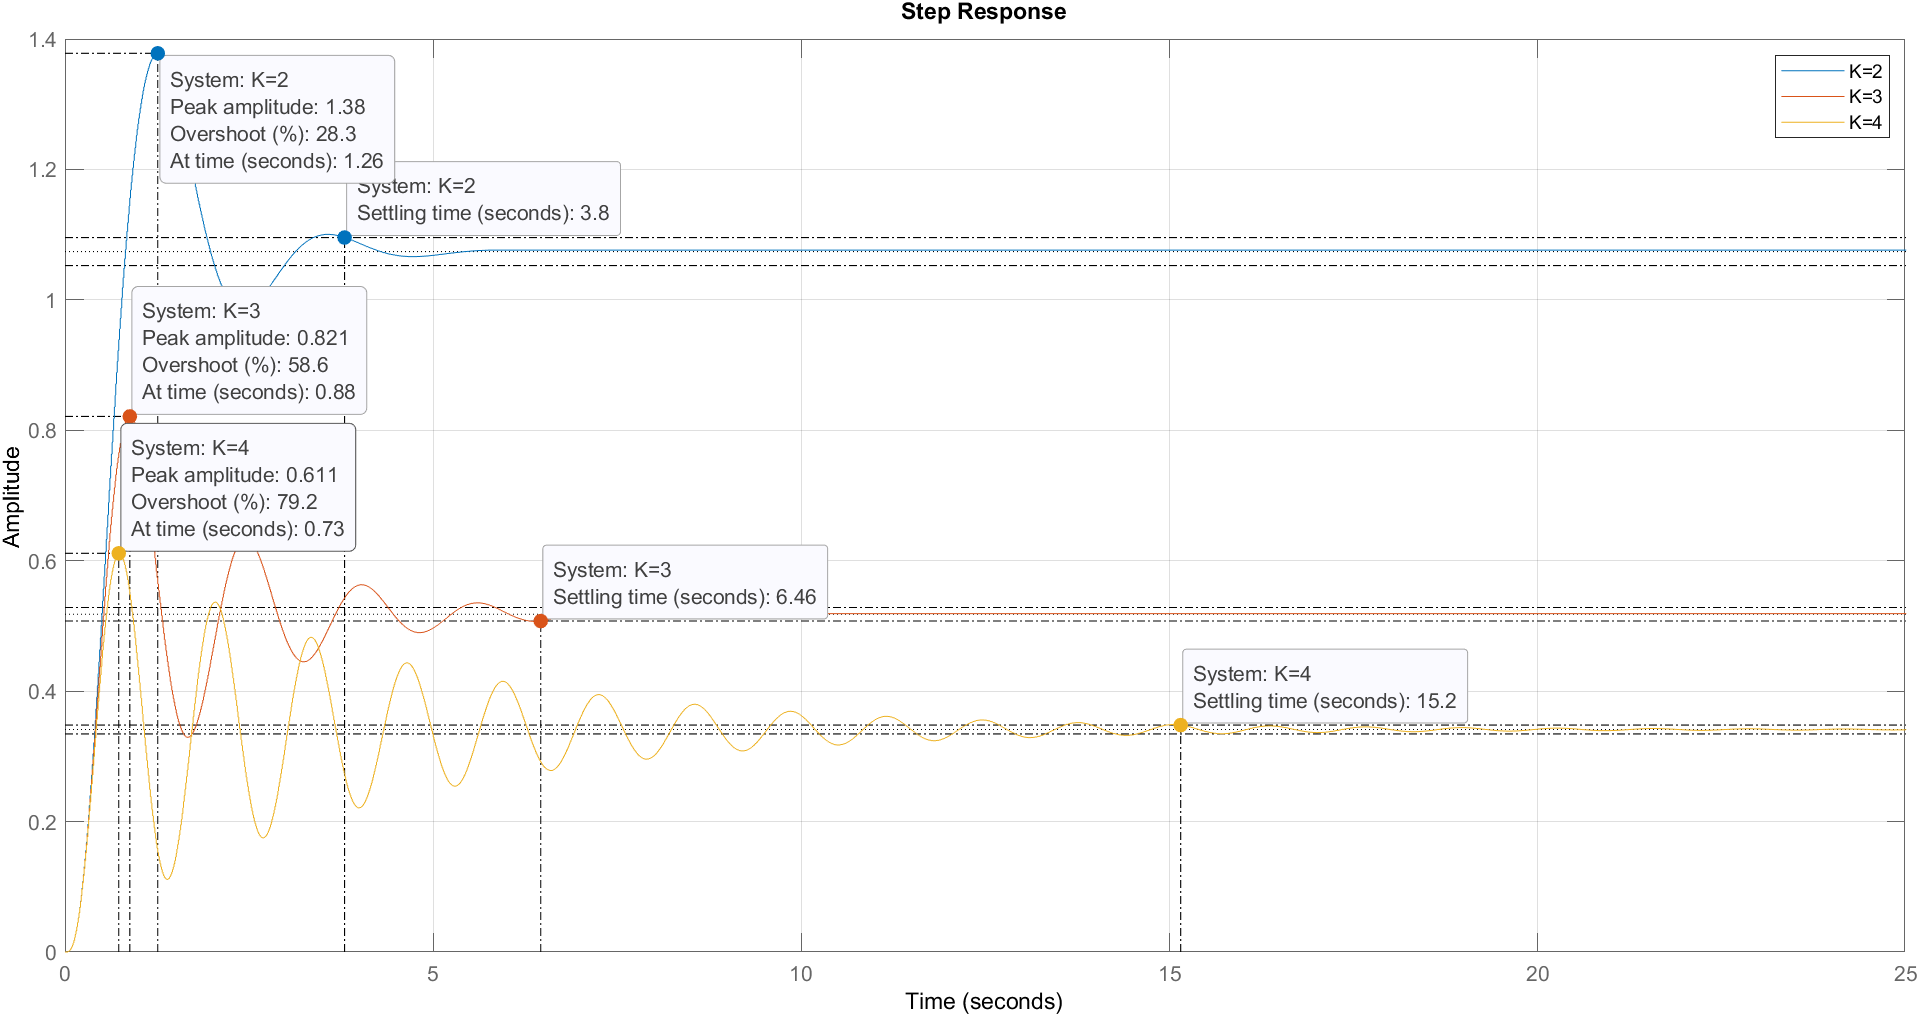 Step Response
1.4
1.2
1
0.8
0.6
0.4
0.2
0
Amplitude
System: K=2
Peak amplitude: 1.38
Overshoot (%): 28.3
At time (seconds): 1.26
System: K=2
Settling time (seconds): 3.8
System: K=3
Peak amplitude: 0.821
Overshoot (%): 58.6
At time (seconds): 0.88
System: K=4
Peak amplitude: 0.611
Overshoot (%): 79.2
At time (seconds): 0.73
System: K=3
Settling time (seconds): 6.46
System: K=4
Settling time (seconds): 15.2
K=2
K=3
K=4
0 5 10 15 20 25
Time (seconds)